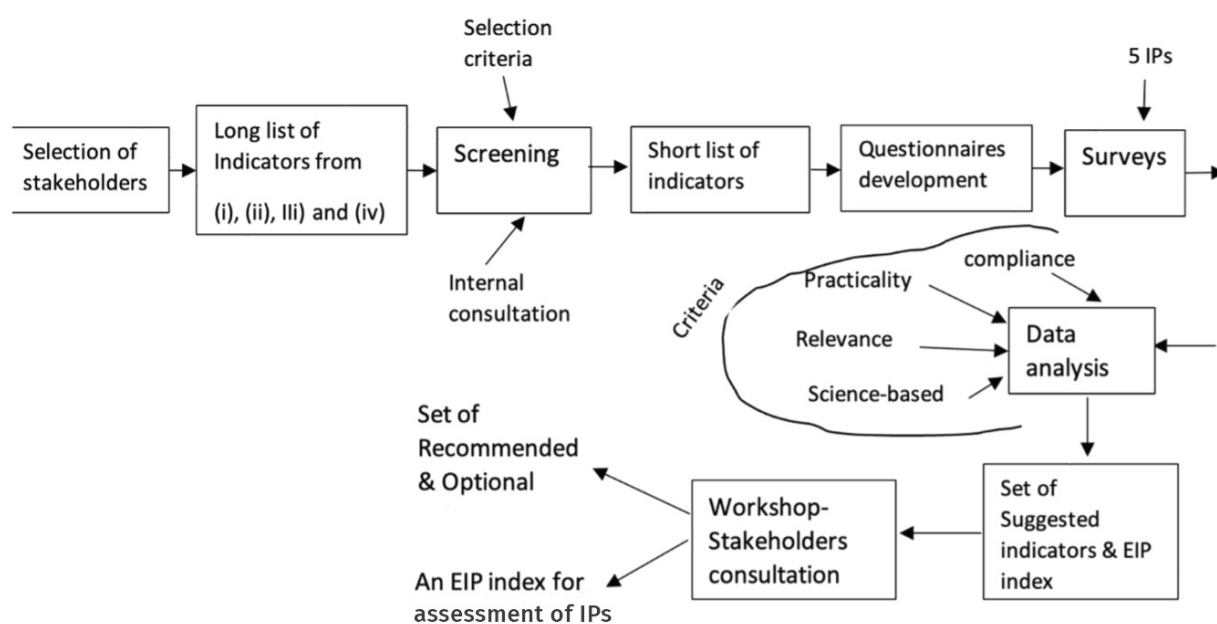 Selection
criteria
5 IPs
Selection of
stakeholders
Long list of
Indicators from
(i), (ii), IIi) and (iv)
Screening
Short list of
indicators
Questionnaires
development
Surveys
Internal
consultation
Criteria
compliance
Practicality
Relevance
Science-based
Data
analysis
Set of
Suggested
indicators & EIP
index
Workshop-
Stakeholders
consultation
Set of
Recommended
& Optional
An EIP index for
assessment of IPs